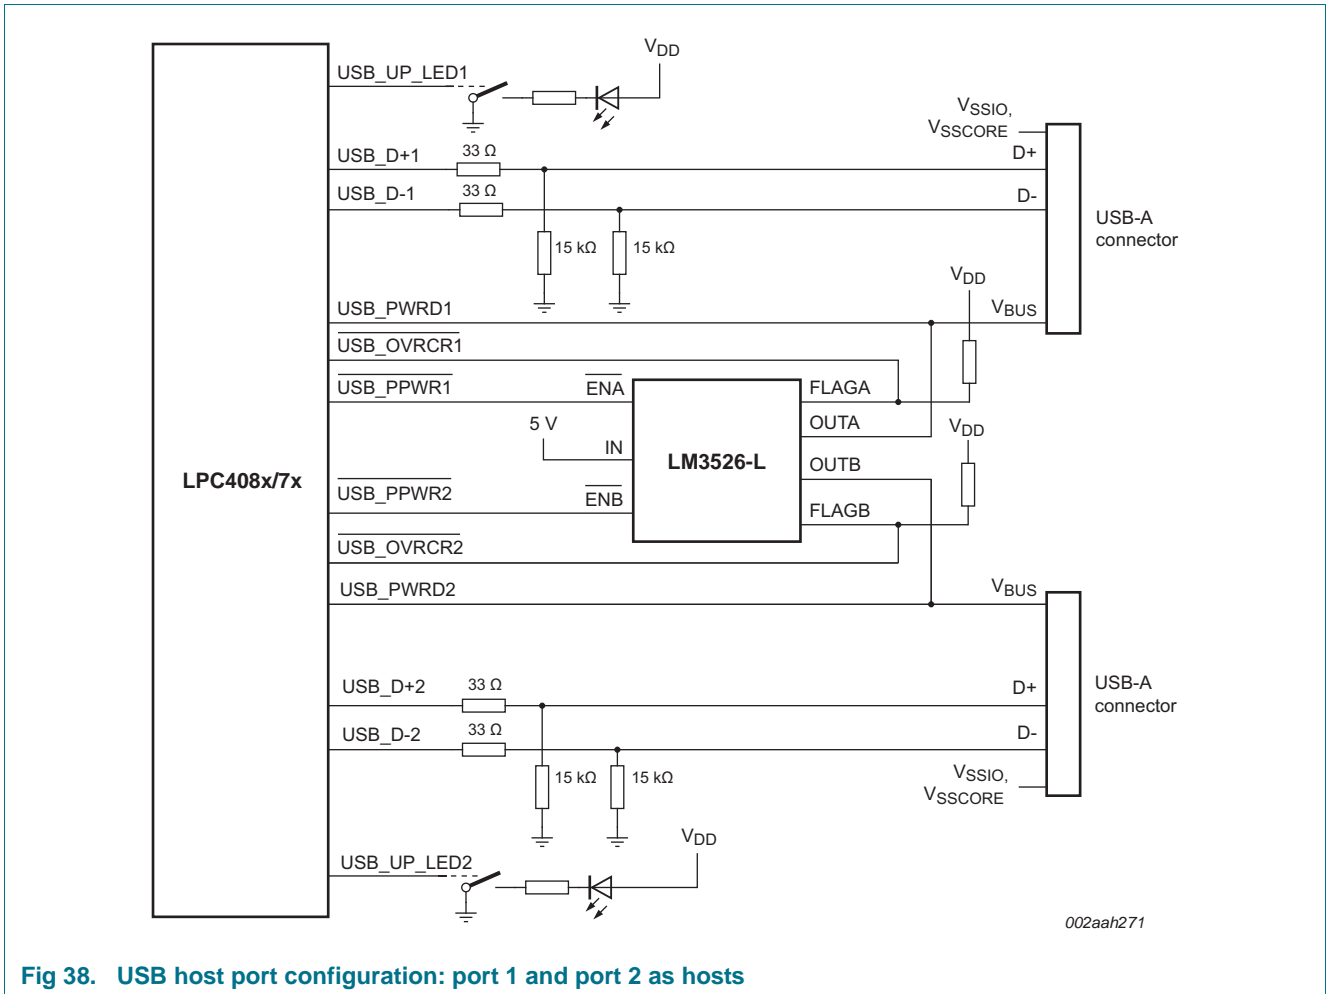 VDD
USB_UP_LED1
VSSIO,
VSSCORE
33 Ω
USB_D+1
D+
33 Ω
USB_D-1
D-
USB-A
connector
15 kΩ
15 kΩ
VDD
USB_PWRD1
VBUS
USB_OVRCR1
USB_PPWR1
ENA
FLAGA
5 V
OUTA
VDD
IN
LM3526-L
OUTB
LPC408x/7x
USB_PPWR2
ENB
FLAGB
USB_OVRCR2
USB_PWRD2
VBUS
USB_D+2
33 Ω
D+
USB-A
connector
USB_D-2
33 Ω
D-
15 kΩ
15 kΩ
VSSIO,
VSSCORE
VDD
USB_UP_LED2
002aah271
Fig 38. USB host port configuration: port 1 and port 2 as hosts